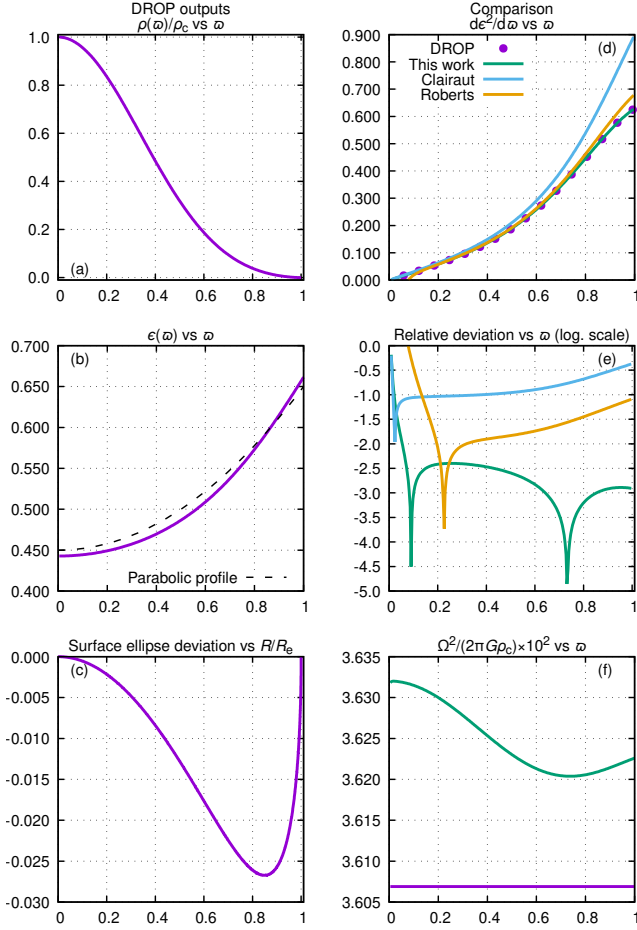 DROP outputs
ρ(ϖ)/ρc vs ϖ
1.0
0.8
0.6
0.4
0.2
0.0
(a)
0 0.2 0.4 0.6 0.8 1
Comparison
dϵ²/dϖ vs ϖ
0.900
0.800
0.700
0.600
0.500
0.400
0.300
0.200
0.100
0.000
DROP
This work
Clairaut
Roberts
(d)
0 0.2 0.4 0.6 0.8 1
ϵ(ϖ) vs ϖ
0.700
0.650
0.600
0.550
0.500
0.450
0.400
(b)
Parabolic profile
0 0.2 0.4 0.6 0.8 1
Relative deviation vs ϖ (log. scale)
0.0
-0.5
-1.0
-1.5
-2.0
-2.5
-3.0
-3.5
-4.0
-4.5
-5.0
(e)
0 0.2 0.4 0.6 0.8 1
Surface ellipse deviation vs R/Re
0.000
-0.005
-0.010
-0.015
-0.020
-0.025
-0.030
(c)
0 0.2 0.4 0.6 0.8 1
Ω²/(2πGρc)×10² vs ϖ
3.635
3.630
3.625
3.620
3.615
3.610
3.605
(f)
0 0.2 0.4 0.6 0.8 1